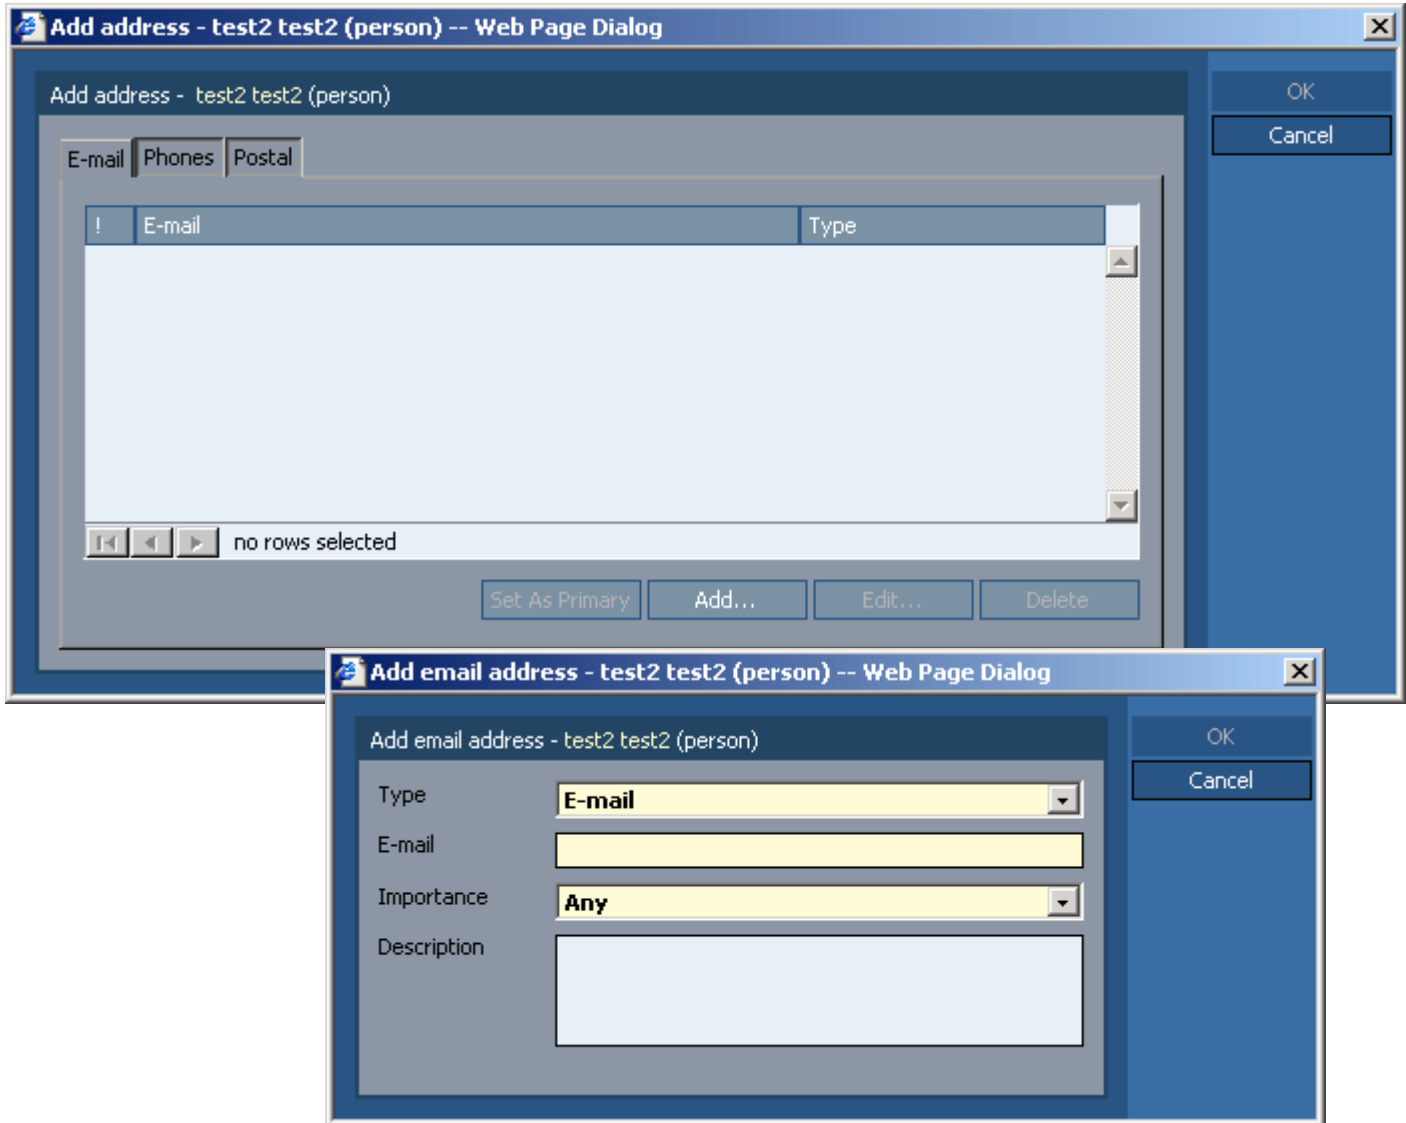 Add address - test2 test2 (person) -- Web Page Dialog
Add address - test2 test2 (person)
OK
Cancel
E-mail Phones Postal
! E-mail Type
no rows selected
Set As Primary Add... Edit... Delete
Add email address - test2 test2 (person) -- Web Page Dialog
Add email address - test2 test2 (person)
OK
Cancel
Type E-mail
E-mail
Importance Any
Description